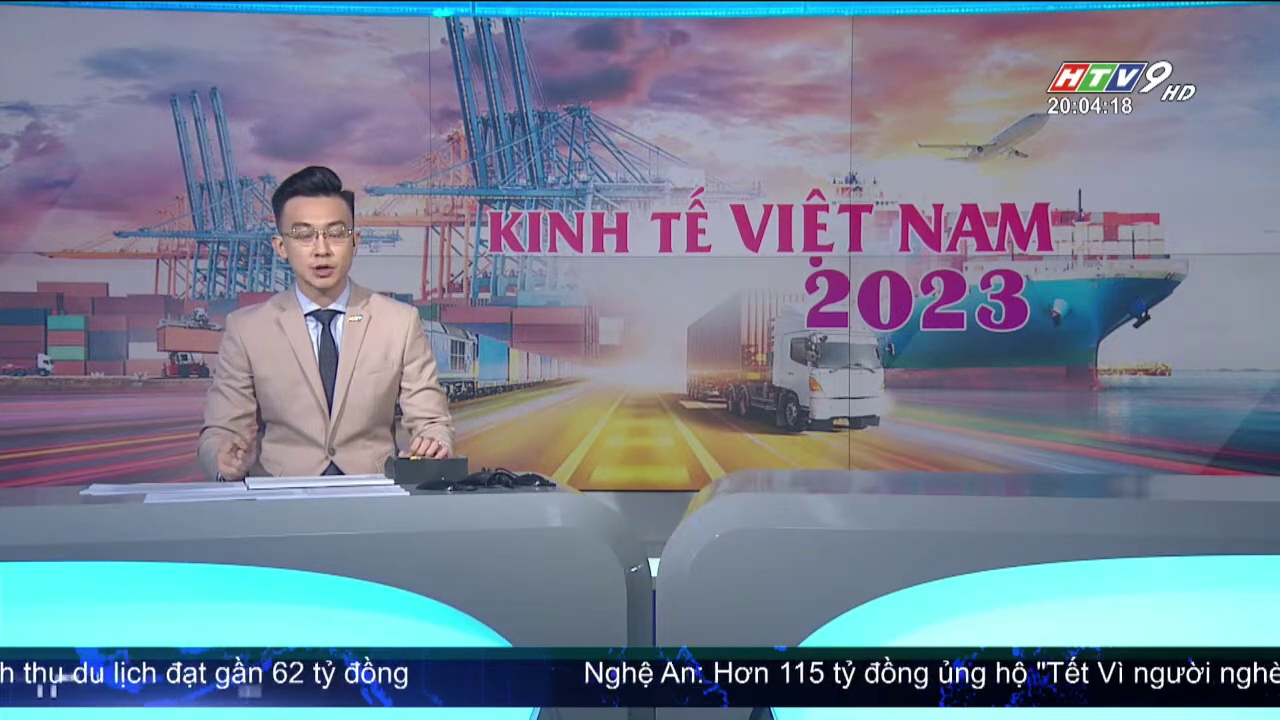 HTV9 HD
20:04:18
KINH TẾ VIỆT NAM
2023
h thu du lịch đạt gần 62 tỷ đồng
Nghệ An: Hơn 115 tỷ đồng ủng hộ "Tết Vì người nghè